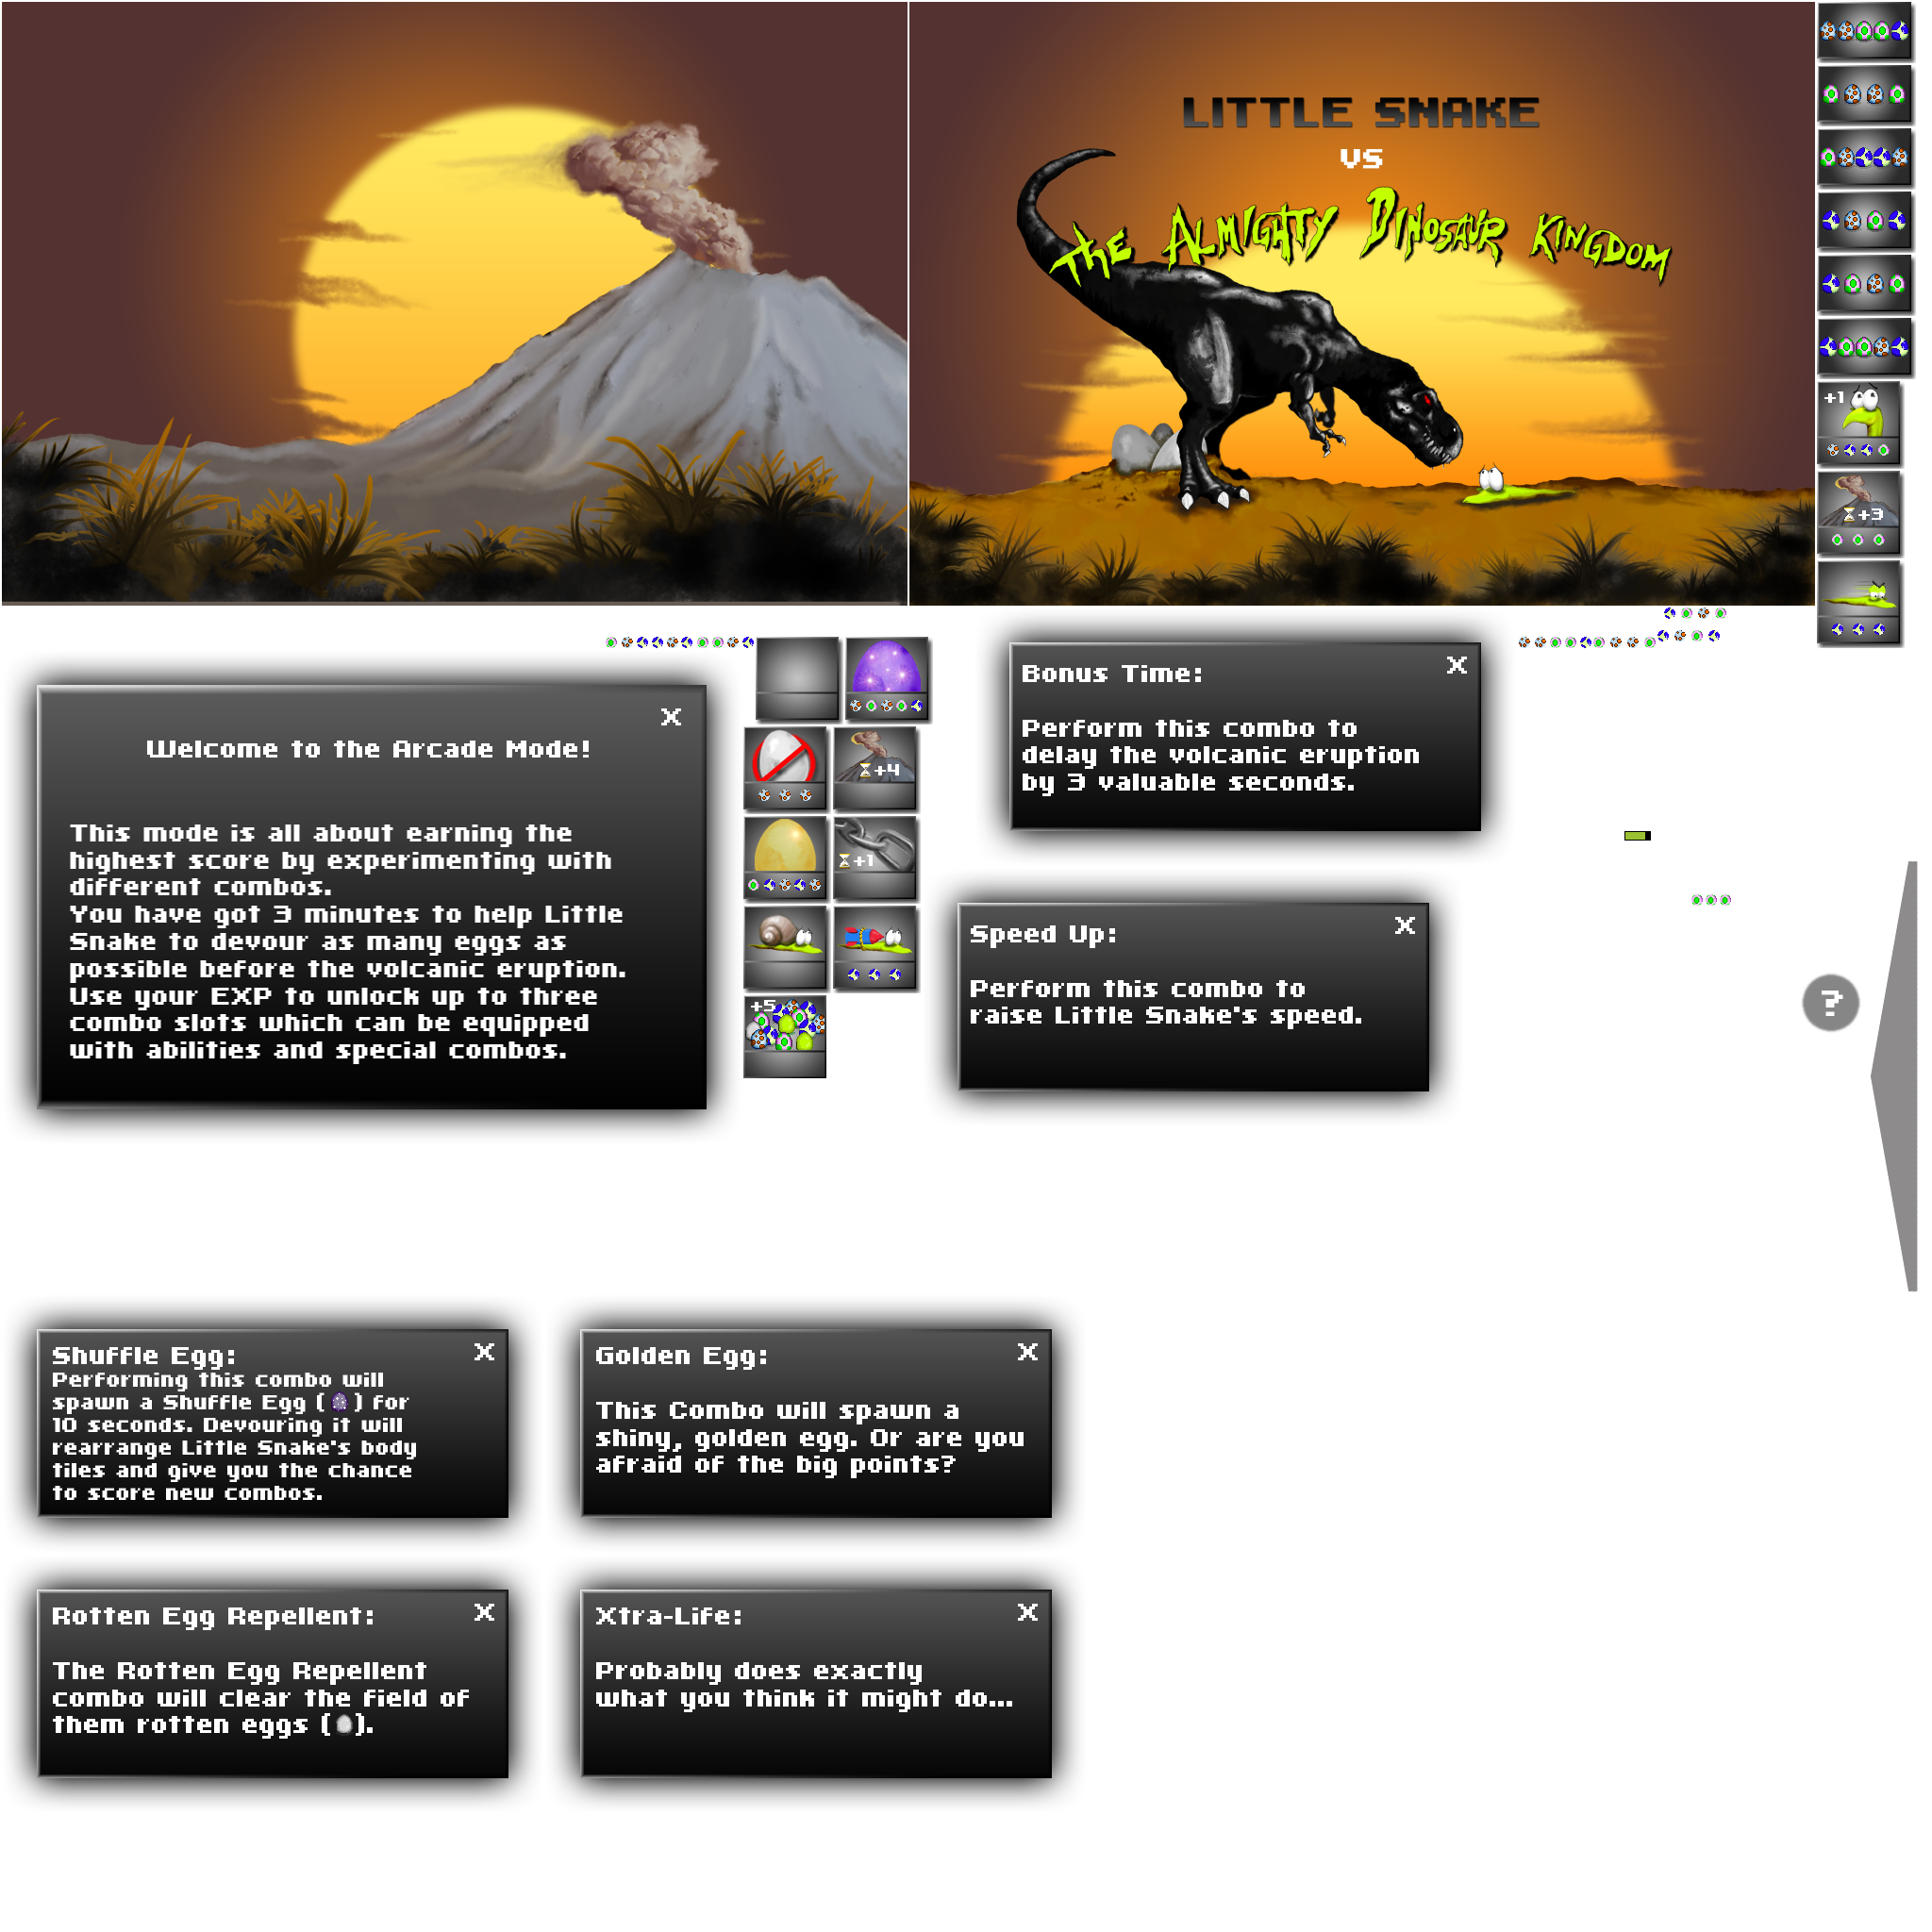 LITTLE SNAKE
VS
THE ALMIGHTY DINOSAUR KINGDOM
+1
+3
Welcome to the Arcade Mode!
X
This mode is all about earning the
highest score by experimenting with
different combos.
You have got 3 minutes to help Little
Snake to devour as many eggs as
possible before the volcanic eruption.
Use your EXP to unlock up to three
combo slots which can be equipped
with abilities and special combos.
+4
+1
+5
Bonus Time:
X
Perform this combo to
delay the volcanic eruption
by 3 valuable seconds.
Speed Up:
X
Perform this combo to
raise Little Snake's speed.
?
Shuffle Egg:
X
Performing this combo will
spawn a Shuffle Egg ( ) for
10 seconds. Devouring it will
rearrange Little Snake's body
tiles and give you the chance
to score new combos.
Golden Egg:
X
This Combo will spawn a
shiny, golden egg. Or are you
afraid of the big points?
Rotten Egg Repellent:
X
The Rotten Egg Repellent
combo will clear the field of
them rotten eggs ( ).
Xtra-Life:
X
Probably does exactly
what you think it might do...